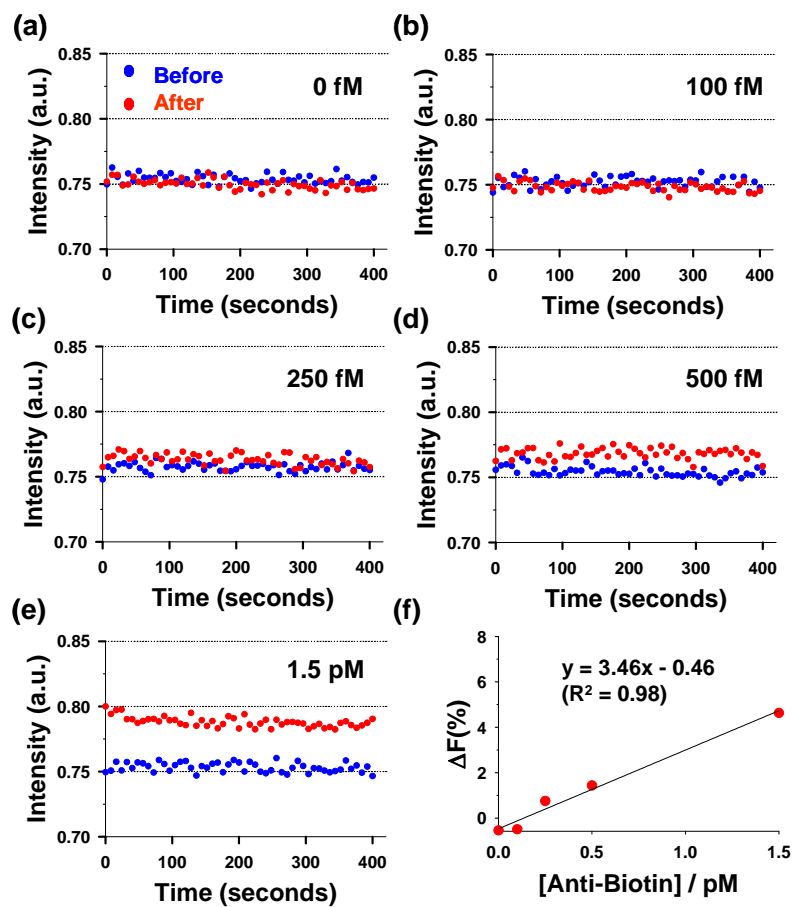 (a)
0.85
0.80
0.75
0.70
Intensity (a.u.)
Before
After
0 fM
0 100 200 300 400
Time (seconds)
(b)
0.85
0.80
0.75
0.70
Intensity (a.u.)
100 fM
0 100 200 300 400
Time (seconds)
(c)
0.85
0.80
0.75
0.70
Intensity (a.u.)
250 fM
0 100 200 300 400
Time (seconds)
(d)
0.85
0.80
0.75
0.70
Intensity (a.u.)
500 fM
0 100 200 300 400
Time (seconds)
(e)
0.85
0.80
0.75
0.70
Intensity (a.u.)
1.5 pM
0 100 200 300 400
Time (seconds)
(f)
8
6
4
2
0
ΔF(%)
y = 3.46x - 0.46
(R² = 0.98)
0.0 0.5 1.0 1.5
[Anti-Biotin] / pM